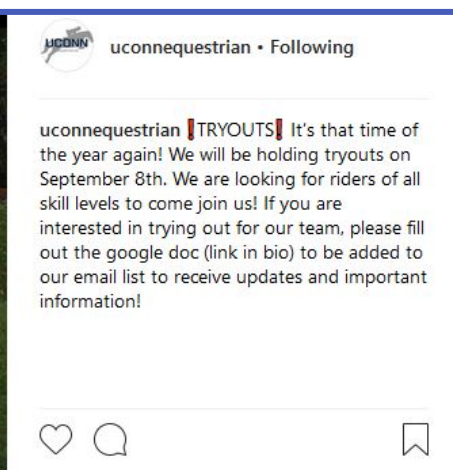 UCONN
uconnequestrian • Following
uconnequestrian ❗TRYOUTS❗ It's that time of
the year again! We will be holding tryouts on
September 8th. We are looking for riders of all
skill levels to come join us! If you are
interested in trying out for our team, please fill
out the google doc (link in bio) to be added to
our email list to receive updates and important
information!